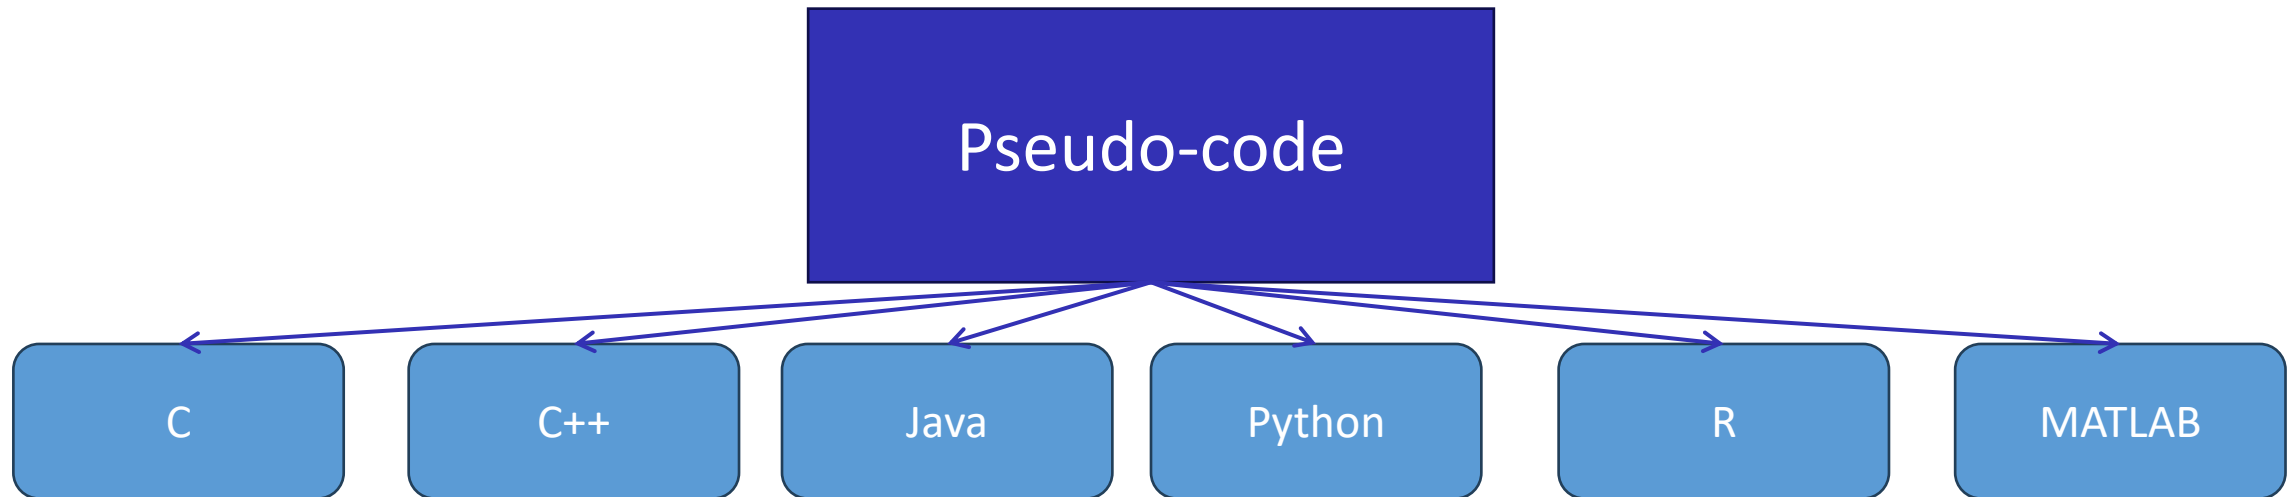 Pseudo-code
C
C++
Java
Python
R
MATLAB